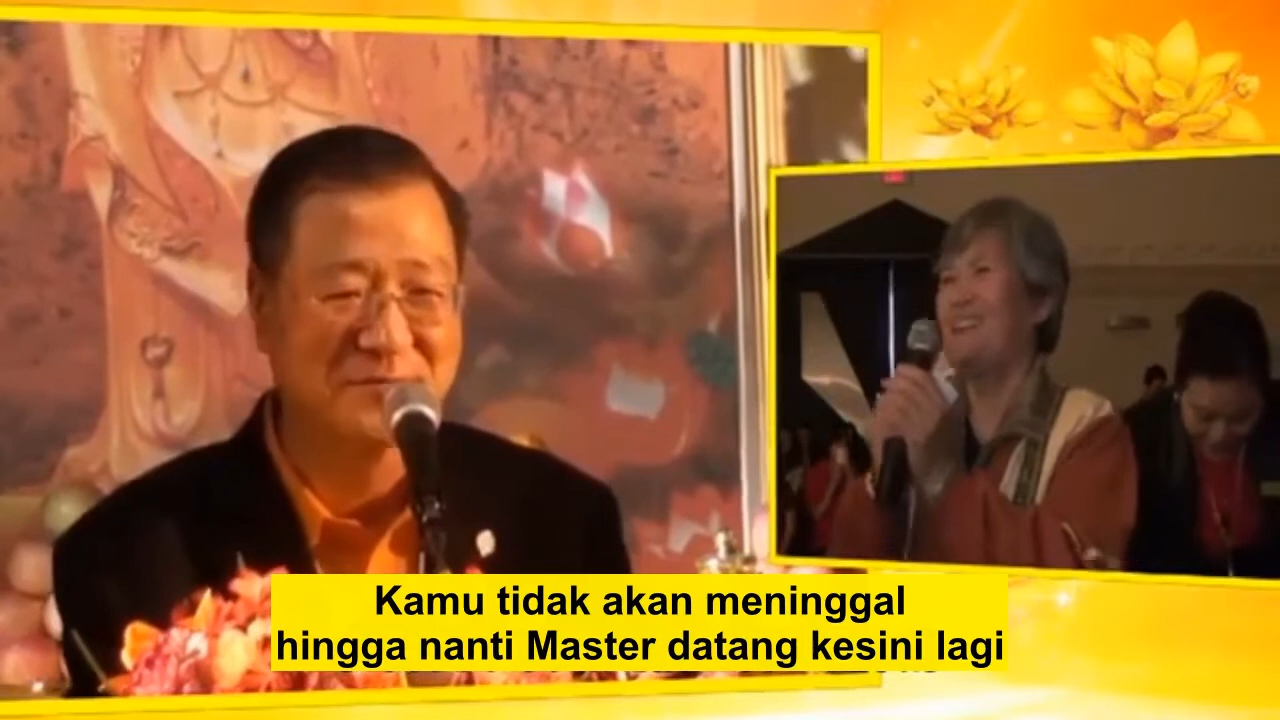 Kamu tidak akan meninggal
hingga nanti Master datang kesini lagi